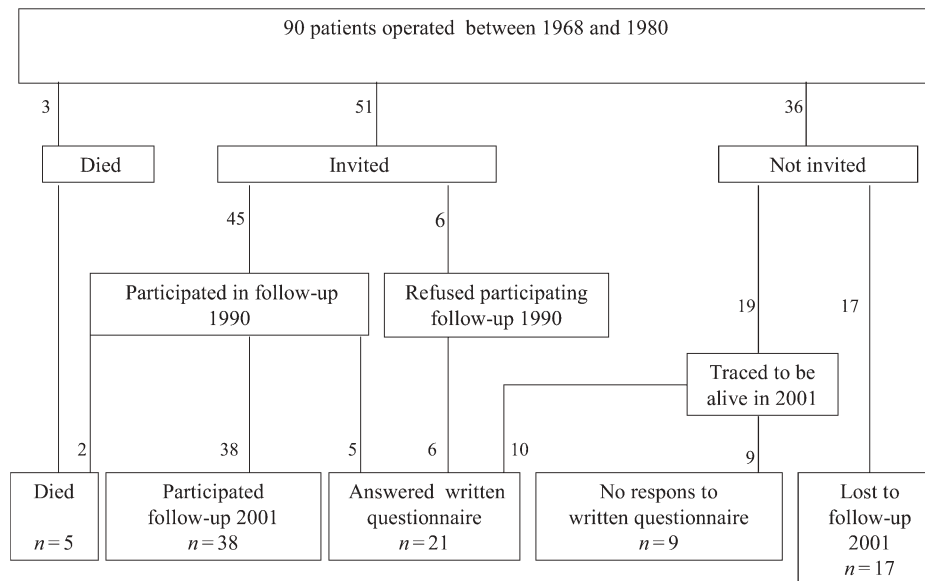 90 patients operated between 1968 and 1980
3
51
36
Died
Invited
Not invited
45
6
Participated in follow-up
1990
Refused participating
follow-up 1990
19
17
Traced to be
alive in 2001
2
38
5
6
10
9
Died
n=5
Participated
follow-up 2001
n=38
Answered written
questionnaire
n=21
No respons to
written questionnaire
n=9
Lost to
follow-up
2001
n=17